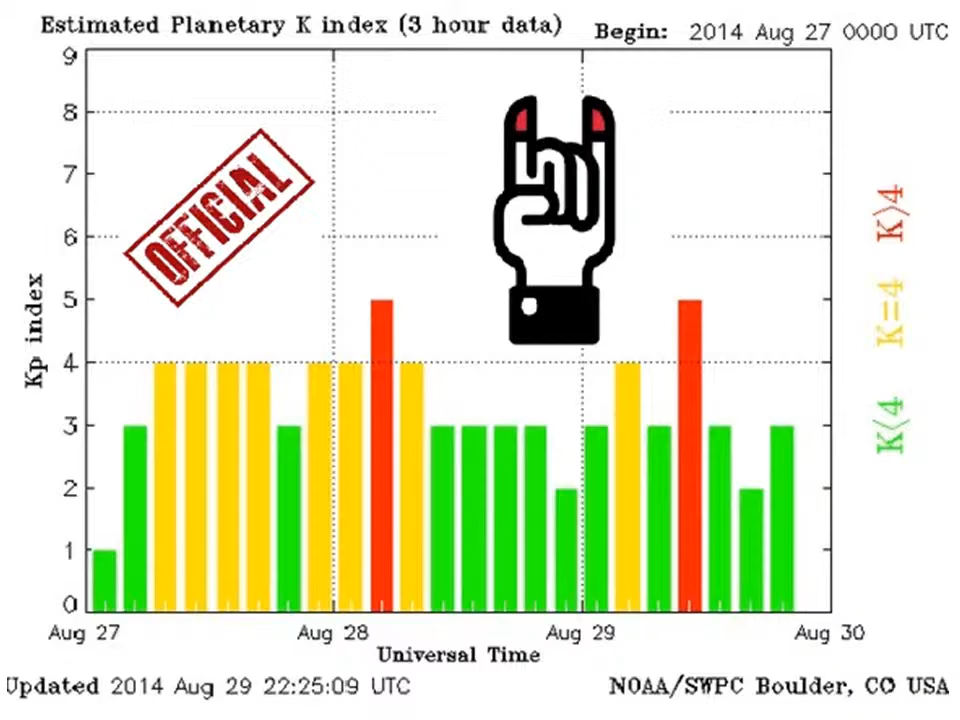 Estimated Planetary K index (3 hour data)
Begin: 2014 Aug 27 0000 UTC
9
8
7
6
5
4
3
2
1
0
Kp index
OFFICIAL
K>4
K=4
K<4
Aug 27 Aug 28 Aug 29 Aug 30
Universal Time
Updated 2014 Aug 29 22:25:09 UTC
NOAA/SWPC Boulder, CO USA